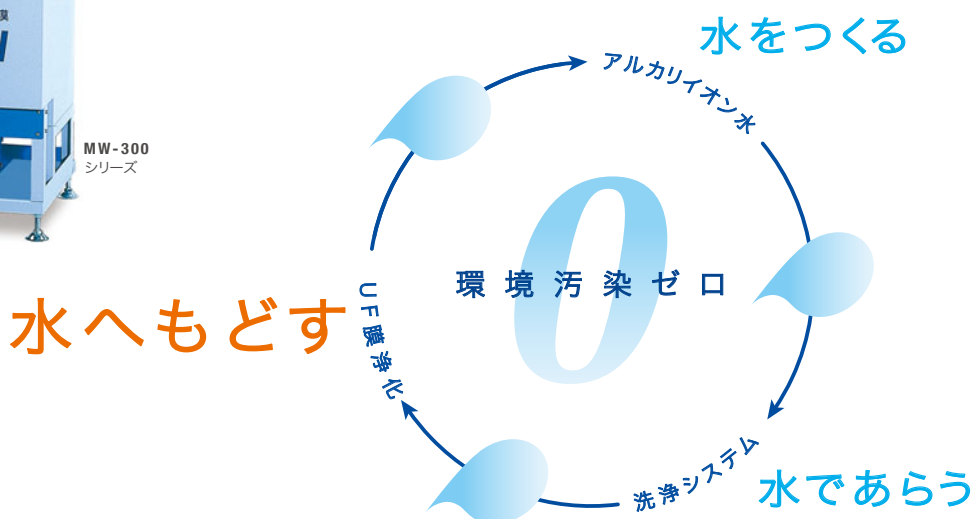 水をつくる
アルカリイオン水
膜
MW-300
シリーズ
0
環境汚染ゼロ
水へもどす
UF膜浄化
洗浄システム
水であらう